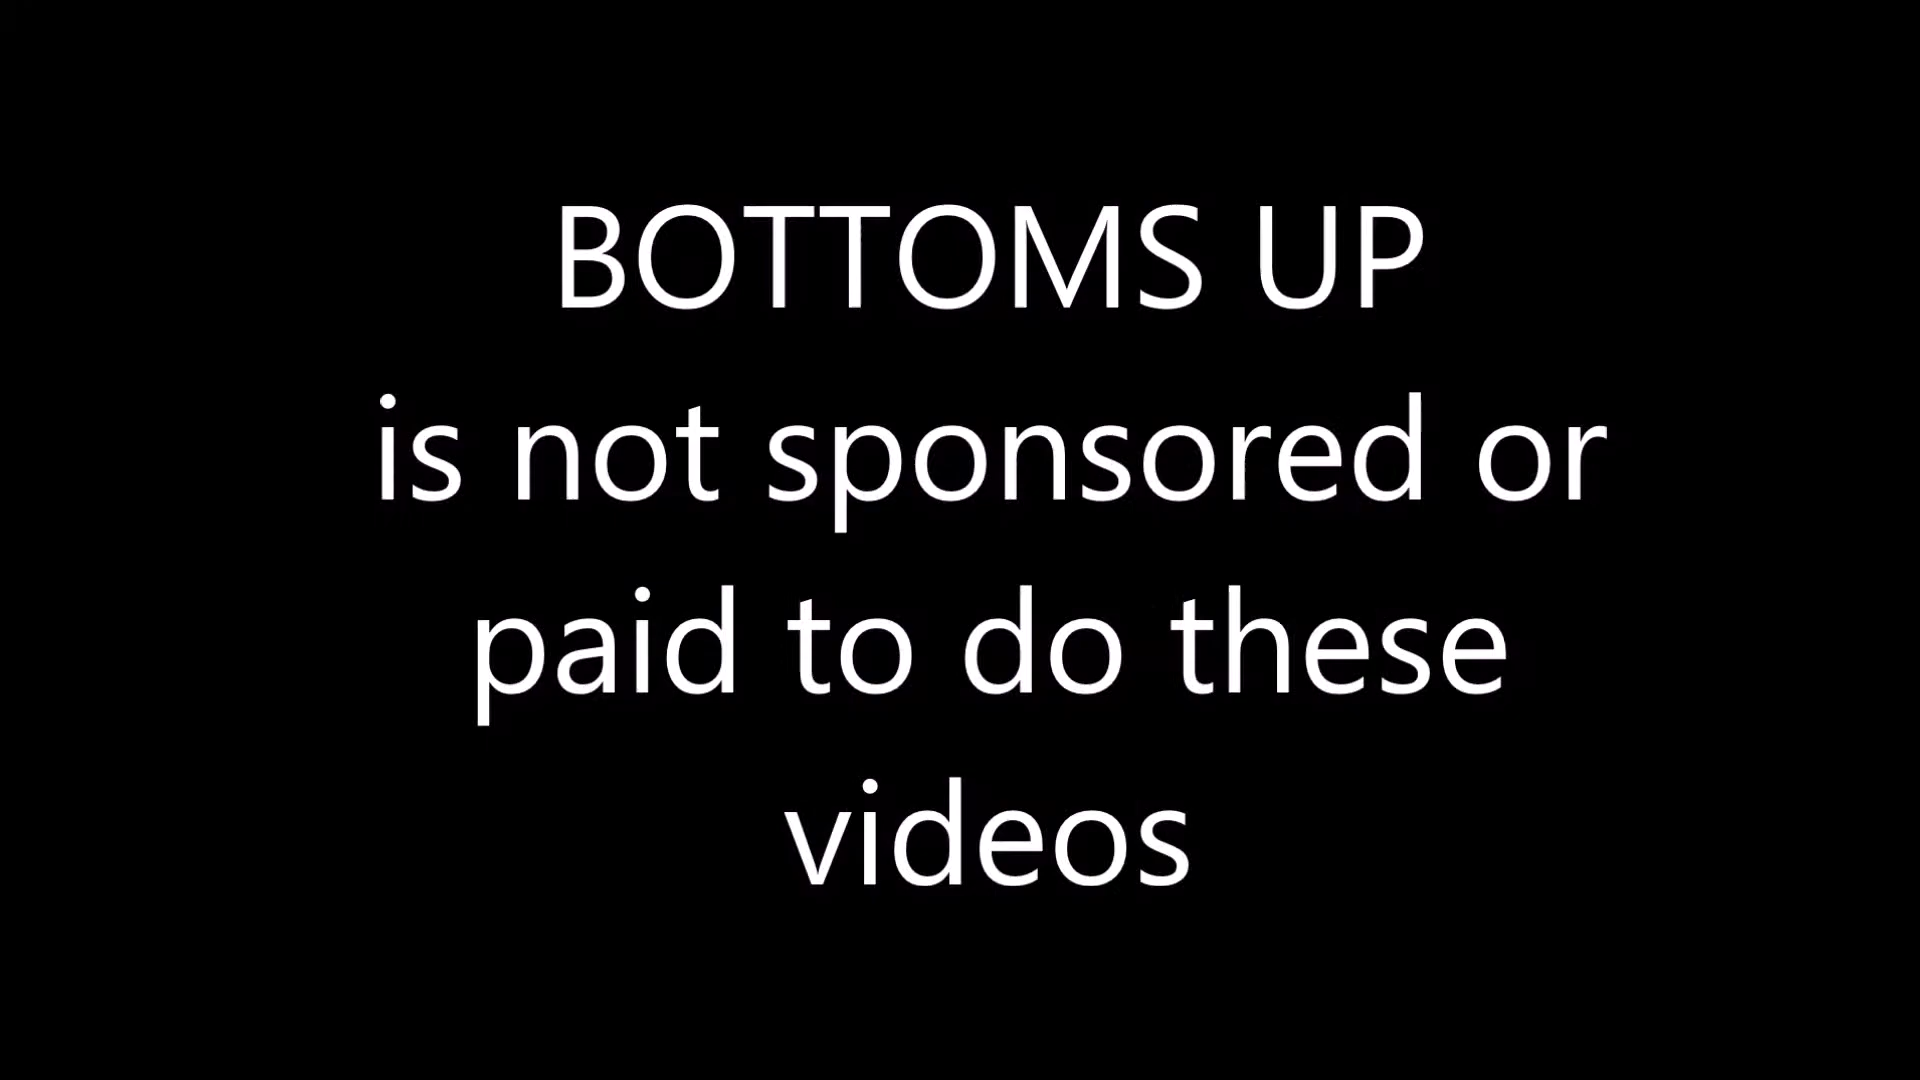 BOTTOMS UP
is not sponsored or
paid to do these
videos